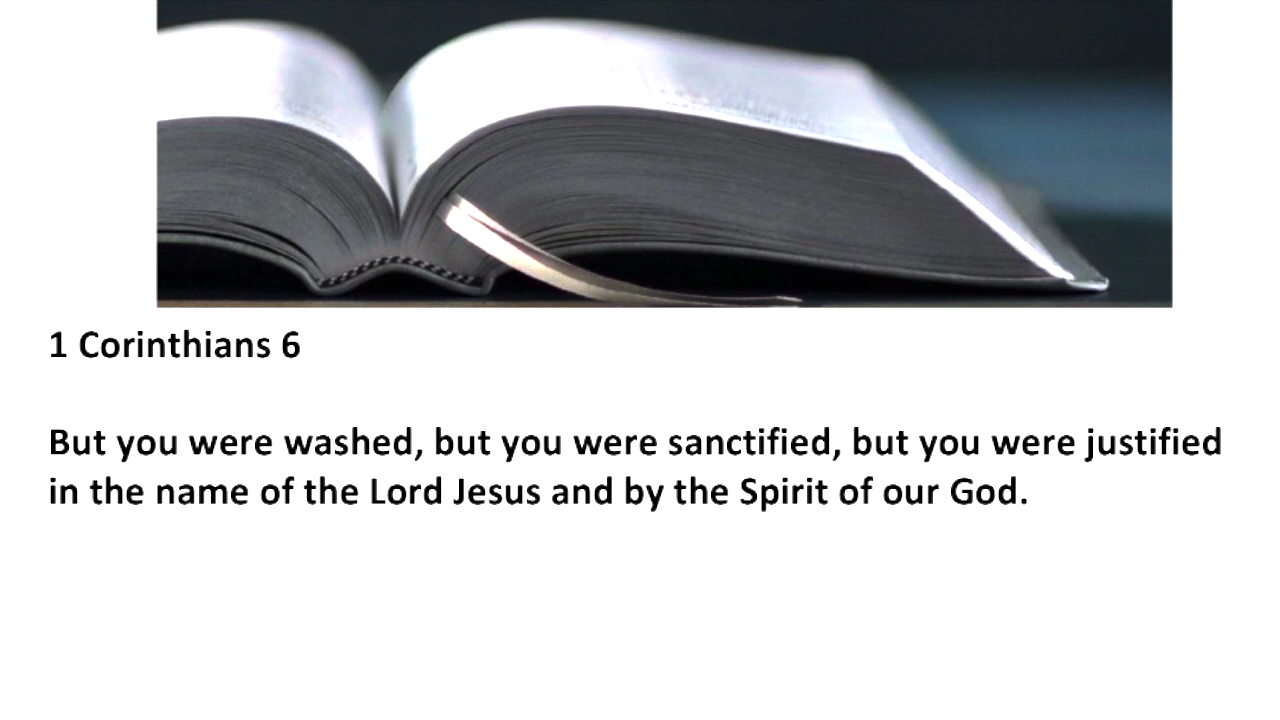 1 Corinthians 6
But you were washed, but you were sanctified, but you were justified
in the name of the Lord Jesus and by the Spirit of our God.